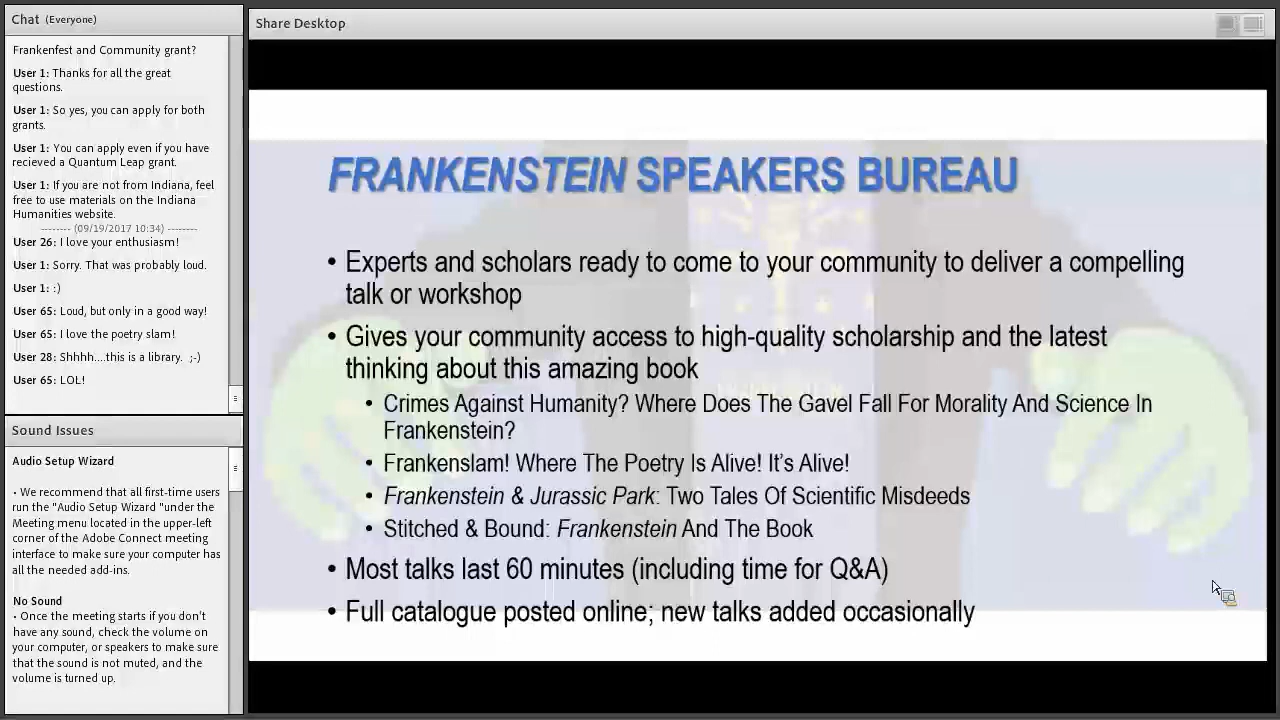 Chat (Everyone)
Frankenfest and Community grant?
User 1: Thanks for all the great
questions.
User 1: So yes, you can apply for both
grants.
User 1: You can apply even if you have
recieved a Quantum Leap grant.
User 1: If you are not from Indiana, feel
free to use materials on the Indiana
Humanities website.
-------- (09/19/2017 10:34) --------
User 26: I love your enthusiasm!
User 1: Sorry. That was probably loud.
User 1: :)
User 65: Loud, but only in a good way!
User 65: I love the poetry slam!
User 28: Shhhh....this is a library. ;-)
User 65: LOL!
Sound Issues
Audio Setup Wizard
• We recommend that all first-time users
run the "Audio Setup Wizard "under the
Meeting menu located in the upper-left
corner of the Adobe Connect meeting
interface to make sure your computer has
all the needed add-ins.
No Sound
• Once the meeting starts if you don't
have any sound, check the volume on
your computer, or speakers to make sure
that the sound is not muted, and the
volume is turned up.
Share Desktop
FRANKENSTEIN SPEAKERS BUREAU
• Experts and scholars ready to come to your community to deliver a compelling
talk or workshop
• Gives your community access to high-quality scholarship and the latest
thinking about this amazing book
• Crimes Against Humanity? Where Does The Gavel Fall For Morality And Science In
Frankenstein?
• Frankenslam! Where The Poetry Is Alive! It's Alive!
• Frankenstein & Jurassic Park: Two Tales Of Scientific Misdeeds
• Stitched & Bound: Frankenstein And The Book
• Most talks last 60 minutes (including time for Q&A)
• Full catalogue posted online; new talks added occasionally